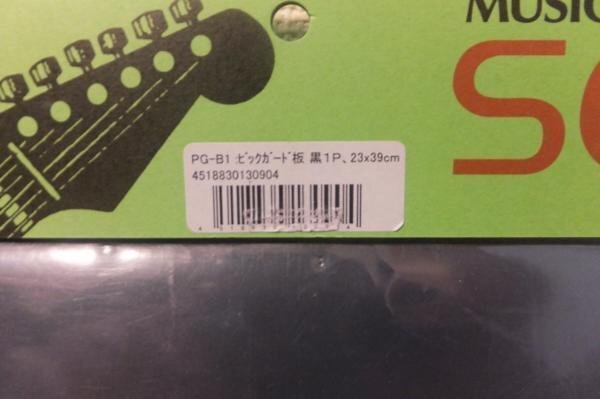 MUSIC
PG-B1 ﾋﾟｯｸｶﾞｰﾄﾞ板 黒1P、23x39cm
4518830130904